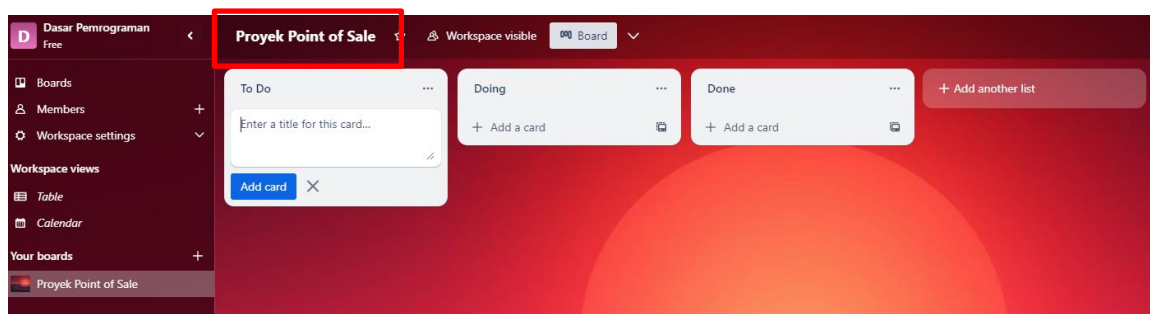 D
Dasar Pemrograman
Free
Boards
Members
Workspace settings
Workspace views
Table
Calendar
Your boards
Proyek Point of Sale
Proyek Point of Sale
Workspace visible
Board
To Do
Enter a title for this card...
Add card
Doing
+ Add a card
Done
+ Add a card
+ Add another list